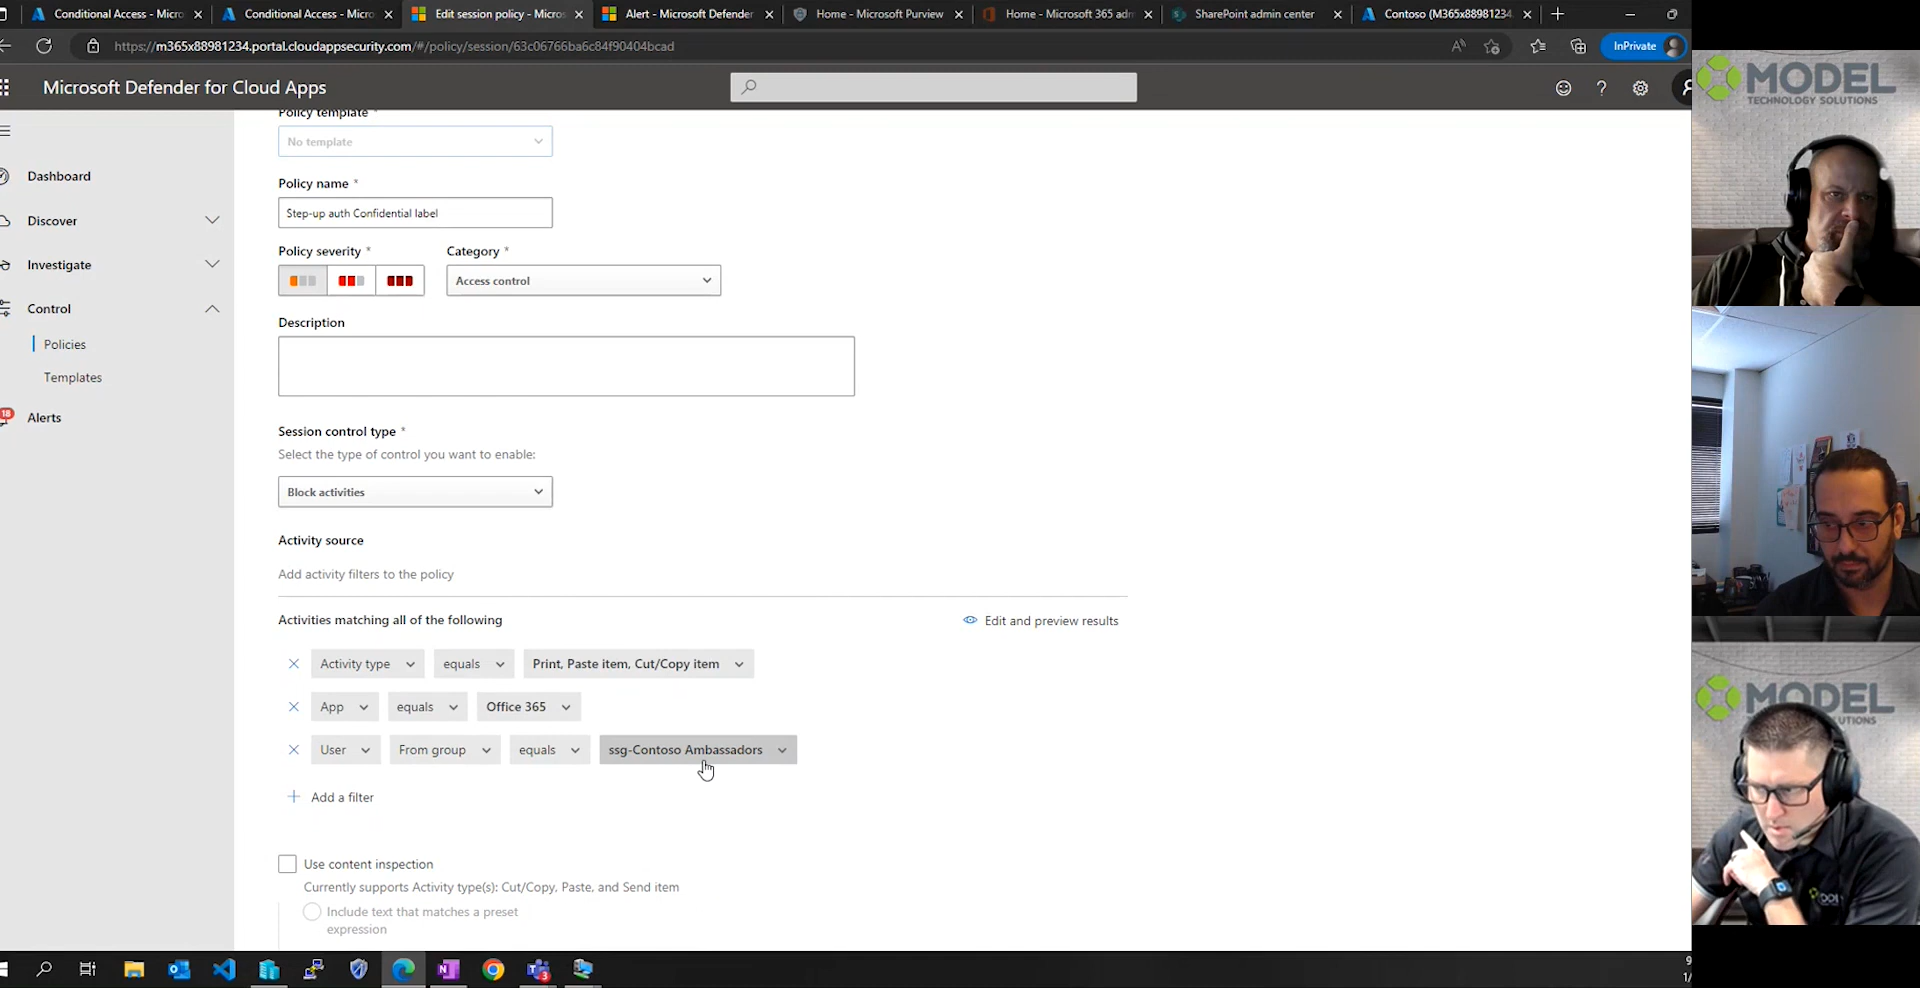 Conditional Access - Micro
Conditional Access - Micro
Edit session policy - Micros
Alert - Microsoft Defender
Home - Microsoft Purview
Home - Microsoft 365 adm
SharePoint admin center
Contoso (M365x88981234
https://m365x88981234.portal.cloudappsecurity.com/#/policy/session/63c06766ba6c84f90404bcad
InPrivate
Microsoft Defender for Cloud Apps
?
Dashboard
Discover
Investigate
Control
Policies
Templates
18
Alerts
Policy template *
No template
Policy name *
Step-up auth Confidential label
Policy severity *
Category *
Access control
Description
Session control type *
Select the type of control you want to enable:
Block activities
Activity source
Add activity filters to the policy
Activities matching all of the following
Edit and preview results
Activity type equals Print, Paste item, Cut/Copy item
App equals Office 365
User From group equals ssg-Contoso Ambassadors
+ Add a filter
Use content inspection
Currently supports Activity type(s): Cut/Copy, Paste, and Send item
Include text that matches a preset
expression
MODEL
TECHNOLOGY SOLUTIONS
MODEL